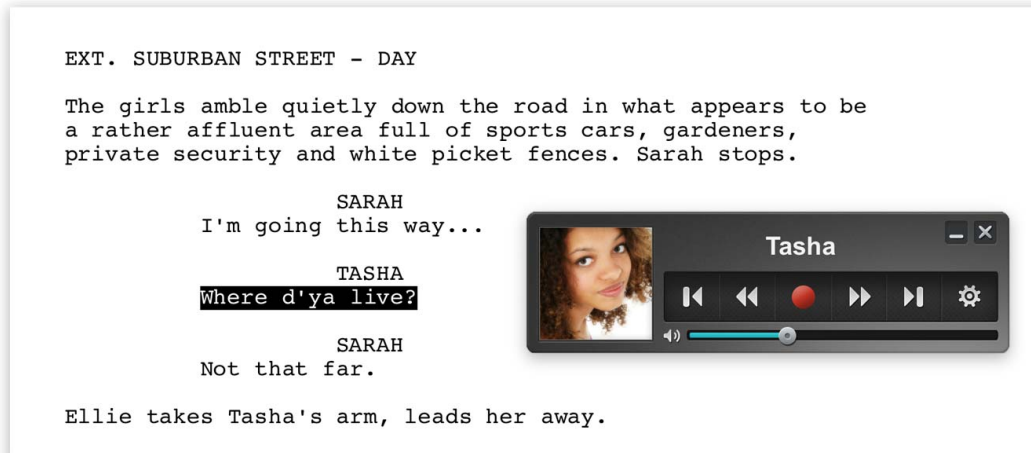 EXT. SUBURBAN STREET - DAY
The girls amble quietly down the road in what appears to be
a rather affluent area full of sports cars, gardeners,
private security and white picket fences. Sarah stops.
SARAH
I'm going this way...
Tasha
TASHA
Where d'ya live?
SARAH
Not that far.
Ellie takes Tasha's arm, leads her away.